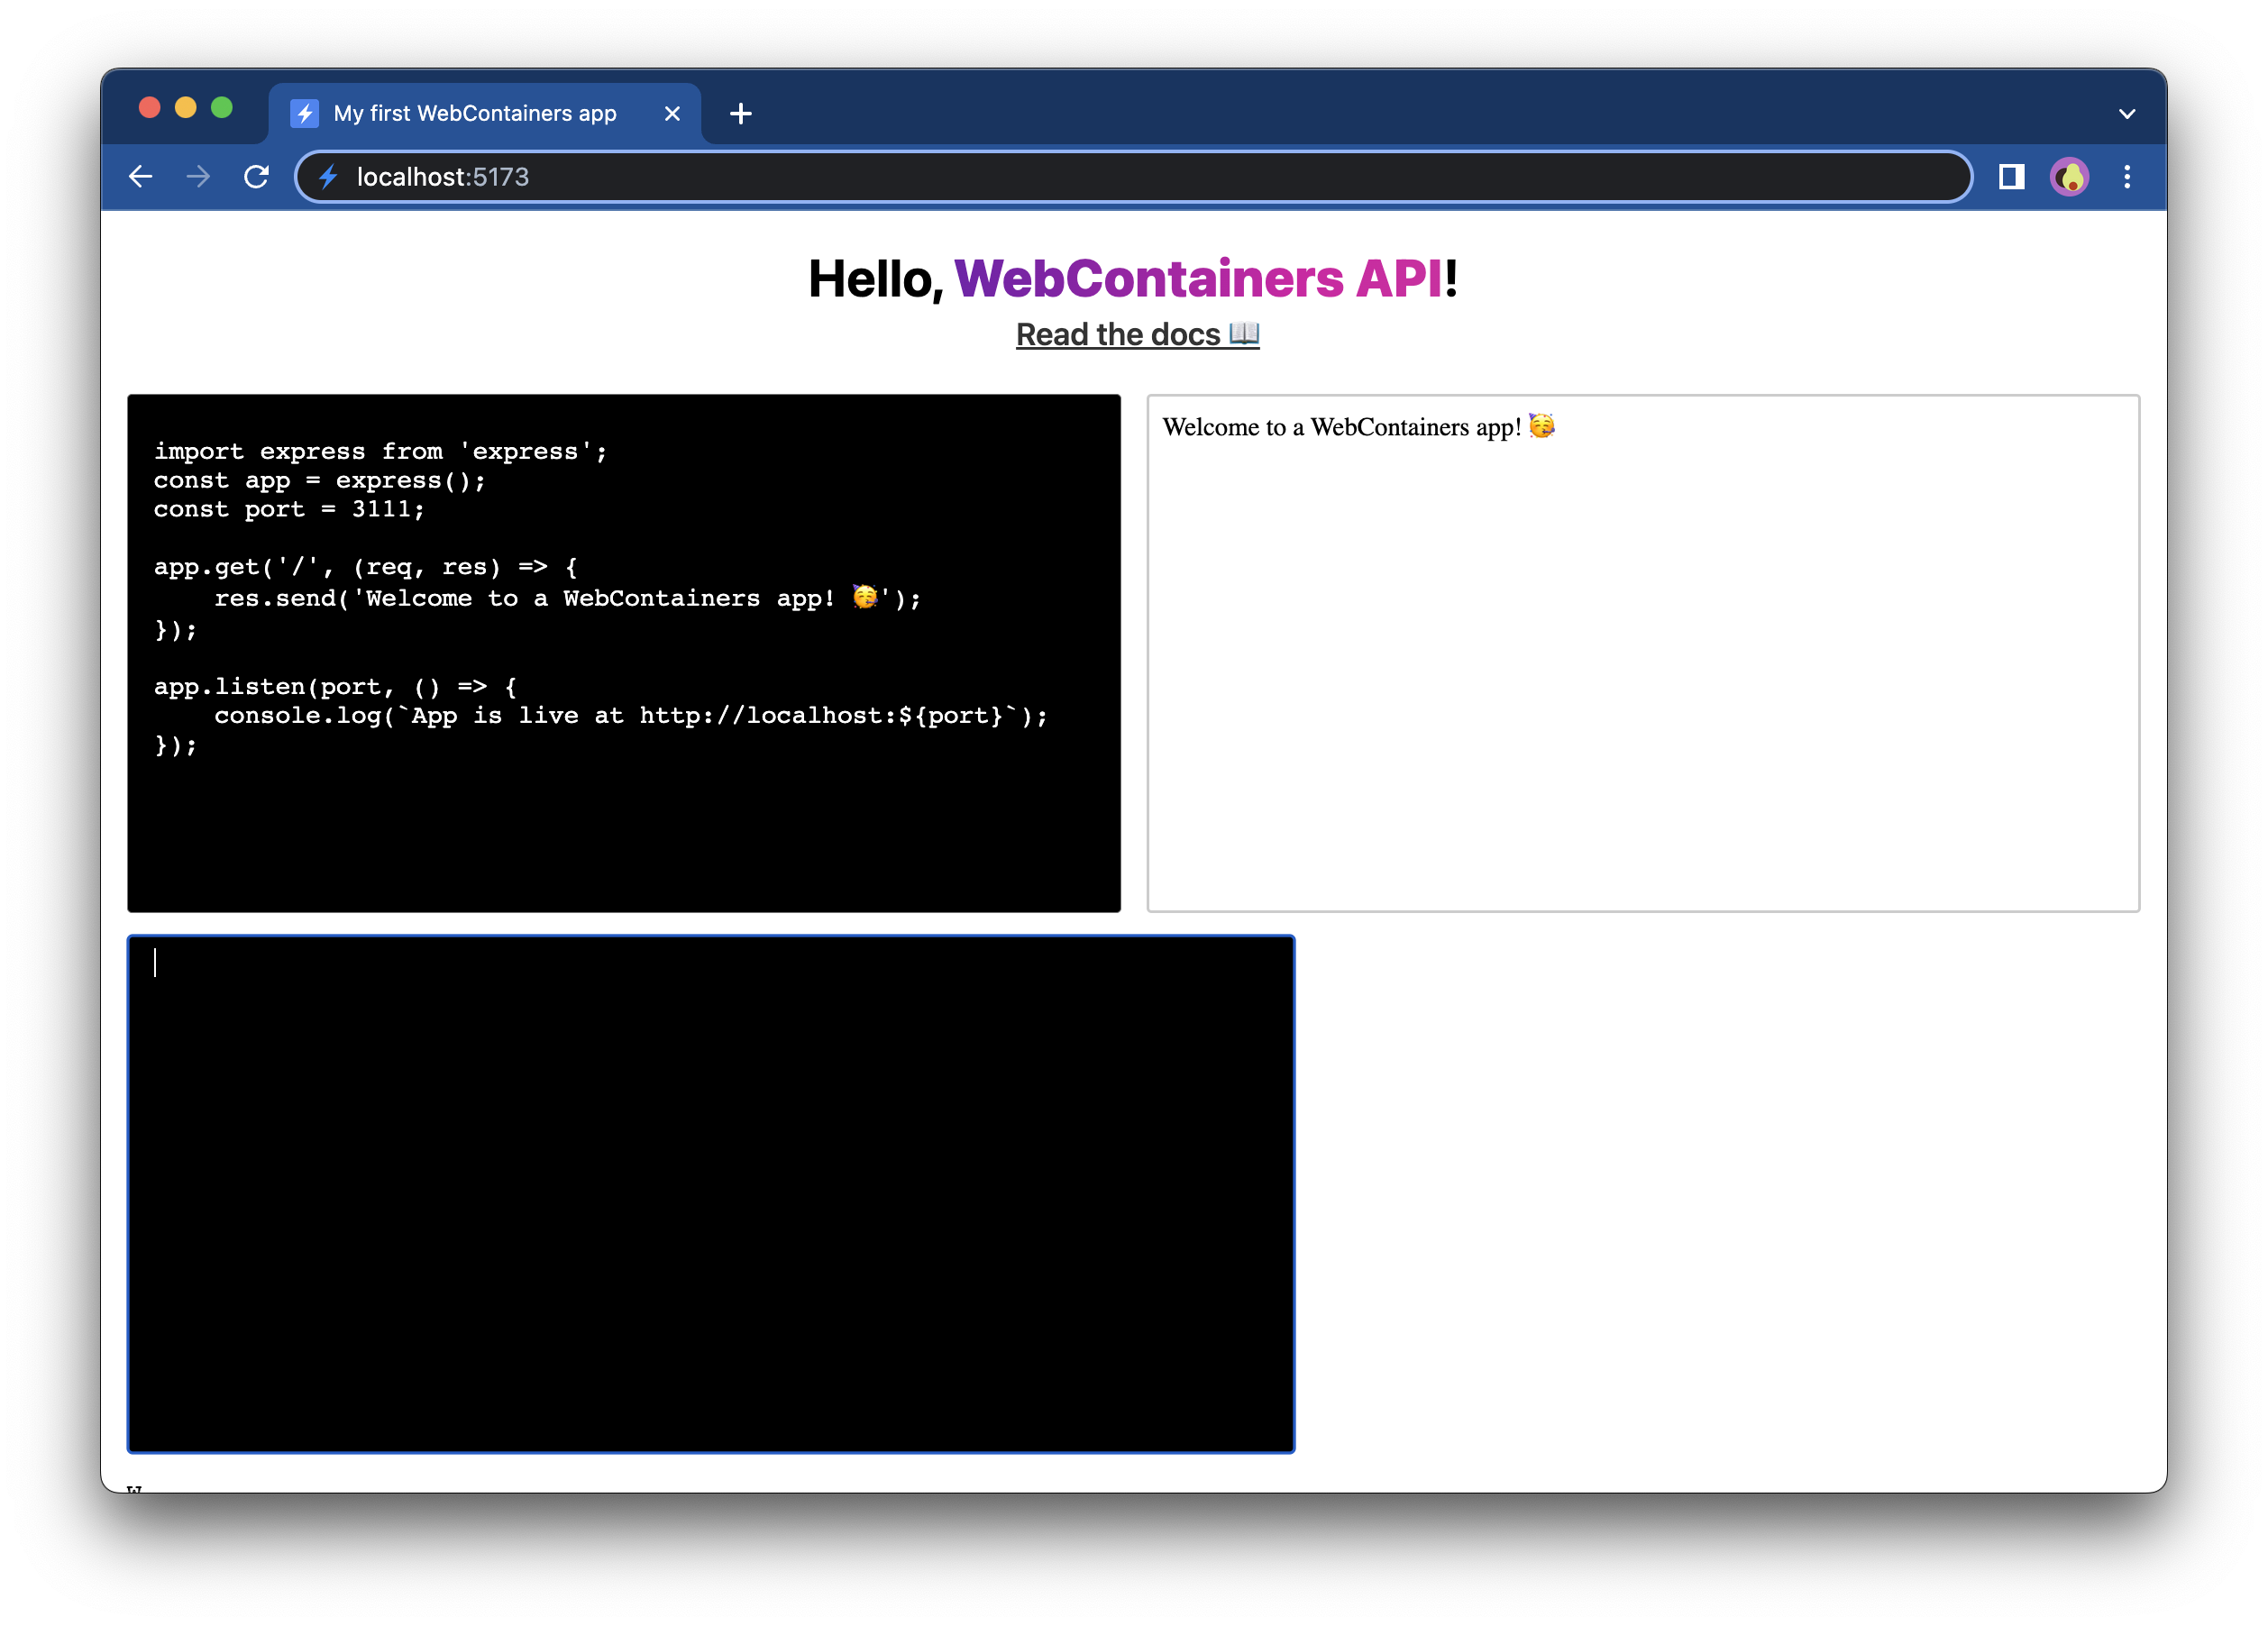 My first WebContainers app
localhost:5173
Hello, WebContainers API!
Read the docs 📖
import express from 'express';
const app = express();
const port = 3111;
app.get('/', (req, res) => {
    res.send('Welcome to a WebContainers app! 🥳');
});
app.listen(port, () => {
    console.log(`App is live at http://localhost:${port}`);
});
Welcome to a WebContainers app! 🥳